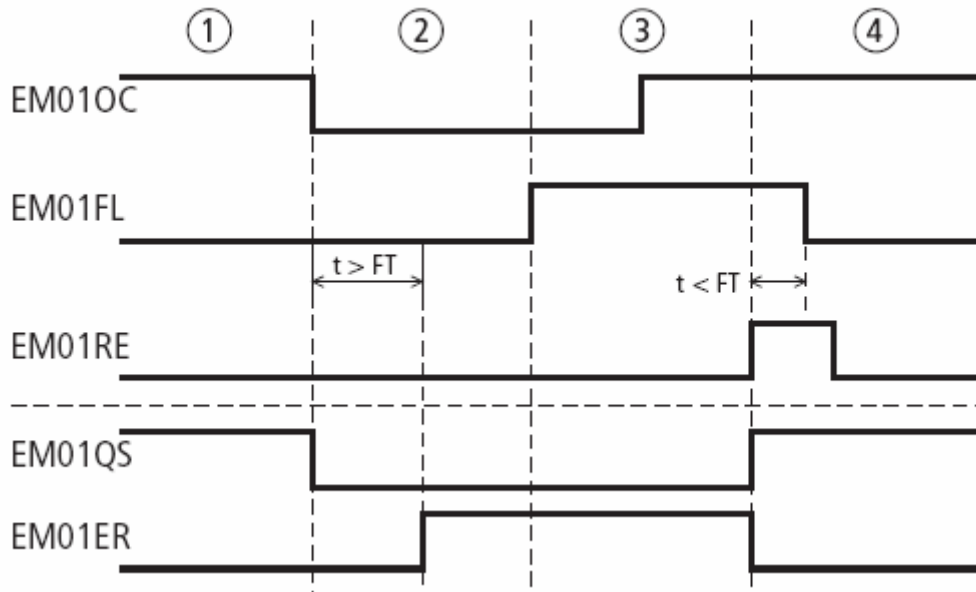 ① ② ③ ④
EM01OC
EM01FL
t > FT
t < FT
EM01RE
EM01QS
EM01ER